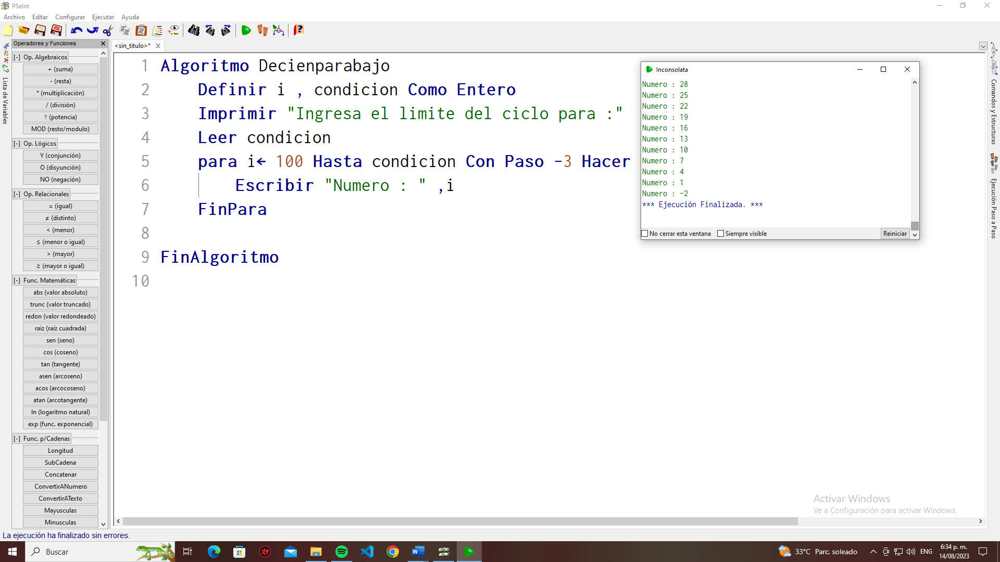 PSeInt
Archivo Editar Configurar Ejecutar Ayuda
Operadores y Funciones
<sin_titulo>*
Lista de Variables
[-] Op. Algebraicos
+ (suma)
- (resta)
* (multiplicación)
/ (división)
↑ (potencia)
MOD (resto/modulo)
[-] Op. Lógicos
Y (conjunción)
O (disyunción)
NO (negación)
[-] Op. Relacionales
= (igual)
≠ (distinto)
< (menor)
≤ (menor o igual)
> (mayor)
≥ (mayor o igual)
[-] Func. Matemáticas
abs (valor absoluto)
trunc (valor truncado)
redon (valor redondeado)
raiz (raíz cuadrada)
sen (seno)
cos (coseno)
tan (tangente)
asen (arcoseno)
acos (arcocoseno)
atan (arcotangente)
ln (logaritmo natural)
exp (func. exponencial)
[-] Func. p/Cadenas
Longitud
SubCadena
Concatenar
ConvertirANumero
ConvertirATexto
Mayusculas
Minusculas
1 Algoritmo Decienparabajo
2 Definir i , condicion Como Entero
3 Imprimir "Ingresa el limite del ciclo para :"
4 Leer condicion
5 para i← 100 Hasta condicion Con Paso -3 Hacer
6 Escribir "Numero : " ,i
7 FinPara
8
9 FinAlgoritmo
10
Inconsolata
Numero : 28
Numero : 25
Numero : 22
Numero : 19
Numero : 16
Numero : 13
Numero : 10
Numero : 7
Numero : 4
Numero : 1
Numero : -2
*** Ejecución Finalizada. ***
No cerrar esta ventana Siempre visible Reiniciar
Comandos y Estructuras
Ejecución Paso a Paso
Activar Windows
Ve a Configuración para activar Windows.
La ejecución ha finalizado sin errores.
Buscar
33°C Parc. soleado
ENG
6:34 p. m.
14/08/2023